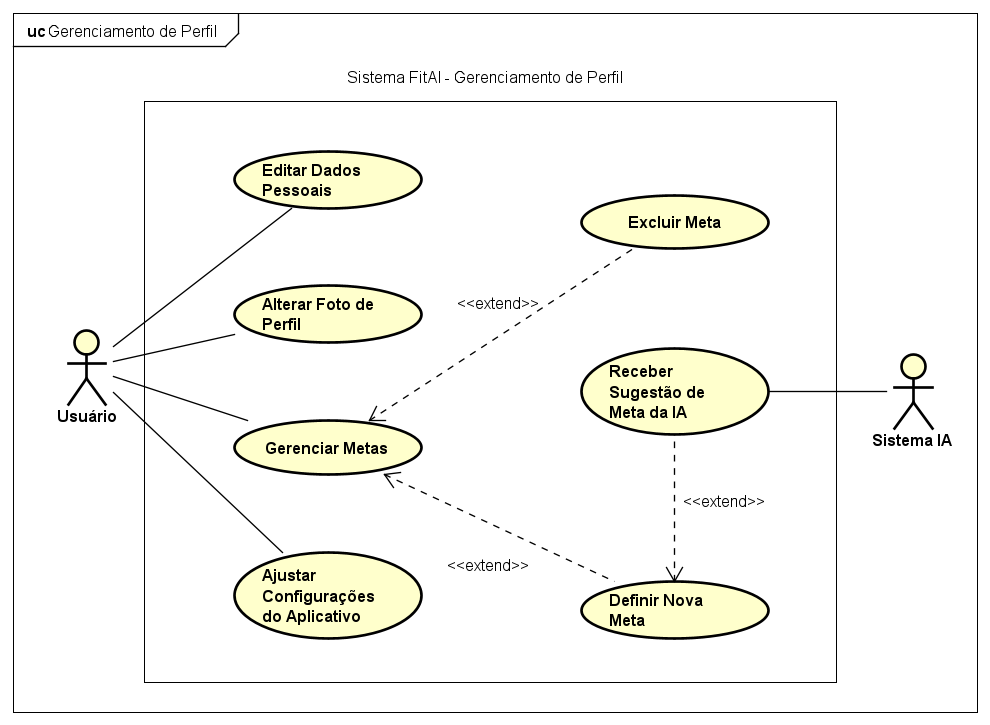 uc Gerenciamento de Perfil
Sistema FitAI - Gerenciamento de Perfil
Editar Dados
Pessoais
Excluir Meta
Alterar Foto de
Perfil
<<extend>>
Receber
Sugestão de
Meta da IA
Usuário
Sistema IA
Gerenciar Metas
<<extend>>
<<extend>>
Ajustar
Configurações
do Aplicativo
Definir Nova
Meta